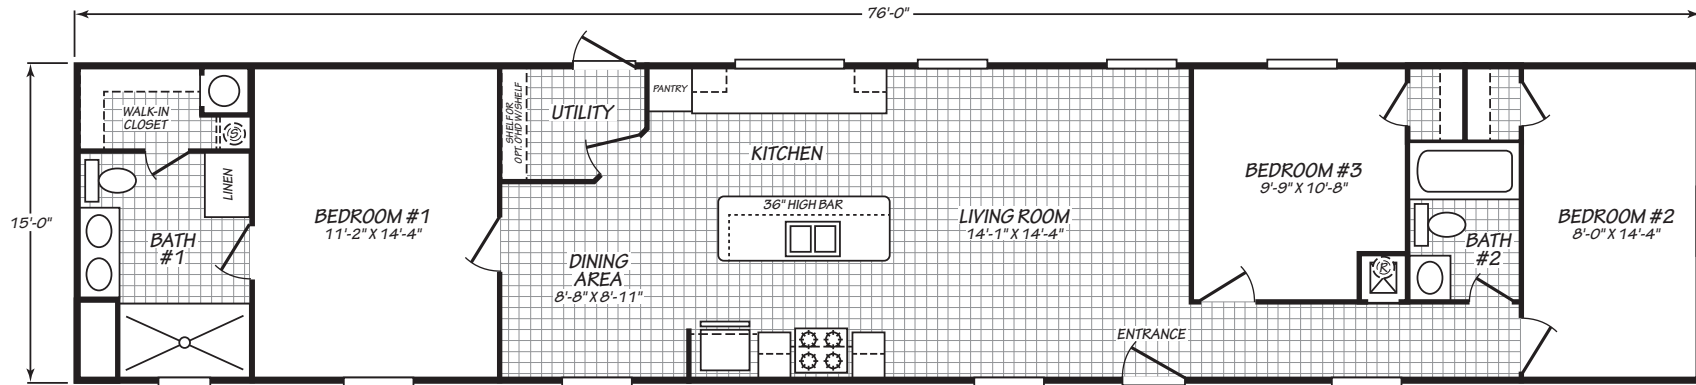 76'-0"
15'-0"
WALK-IN
CLOSET
S
LINEN
BATH
#1
BEDROOM #1
11'-2" X 14'-4"
SHELF FOR
OPT. O'HD W/SHELF
UTILITY
PANTRY
KITCHEN
36" HIGH BAR
DINING
AREA
8'-8" X 8'-11"
LIVING ROOM
14'-1" X 14'-4"
ENTRANCE
BEDROOM #3
9'-9" X 10'-8"
R
BATH
#2
BEDROOM #2
8'-0" X 14'-4"